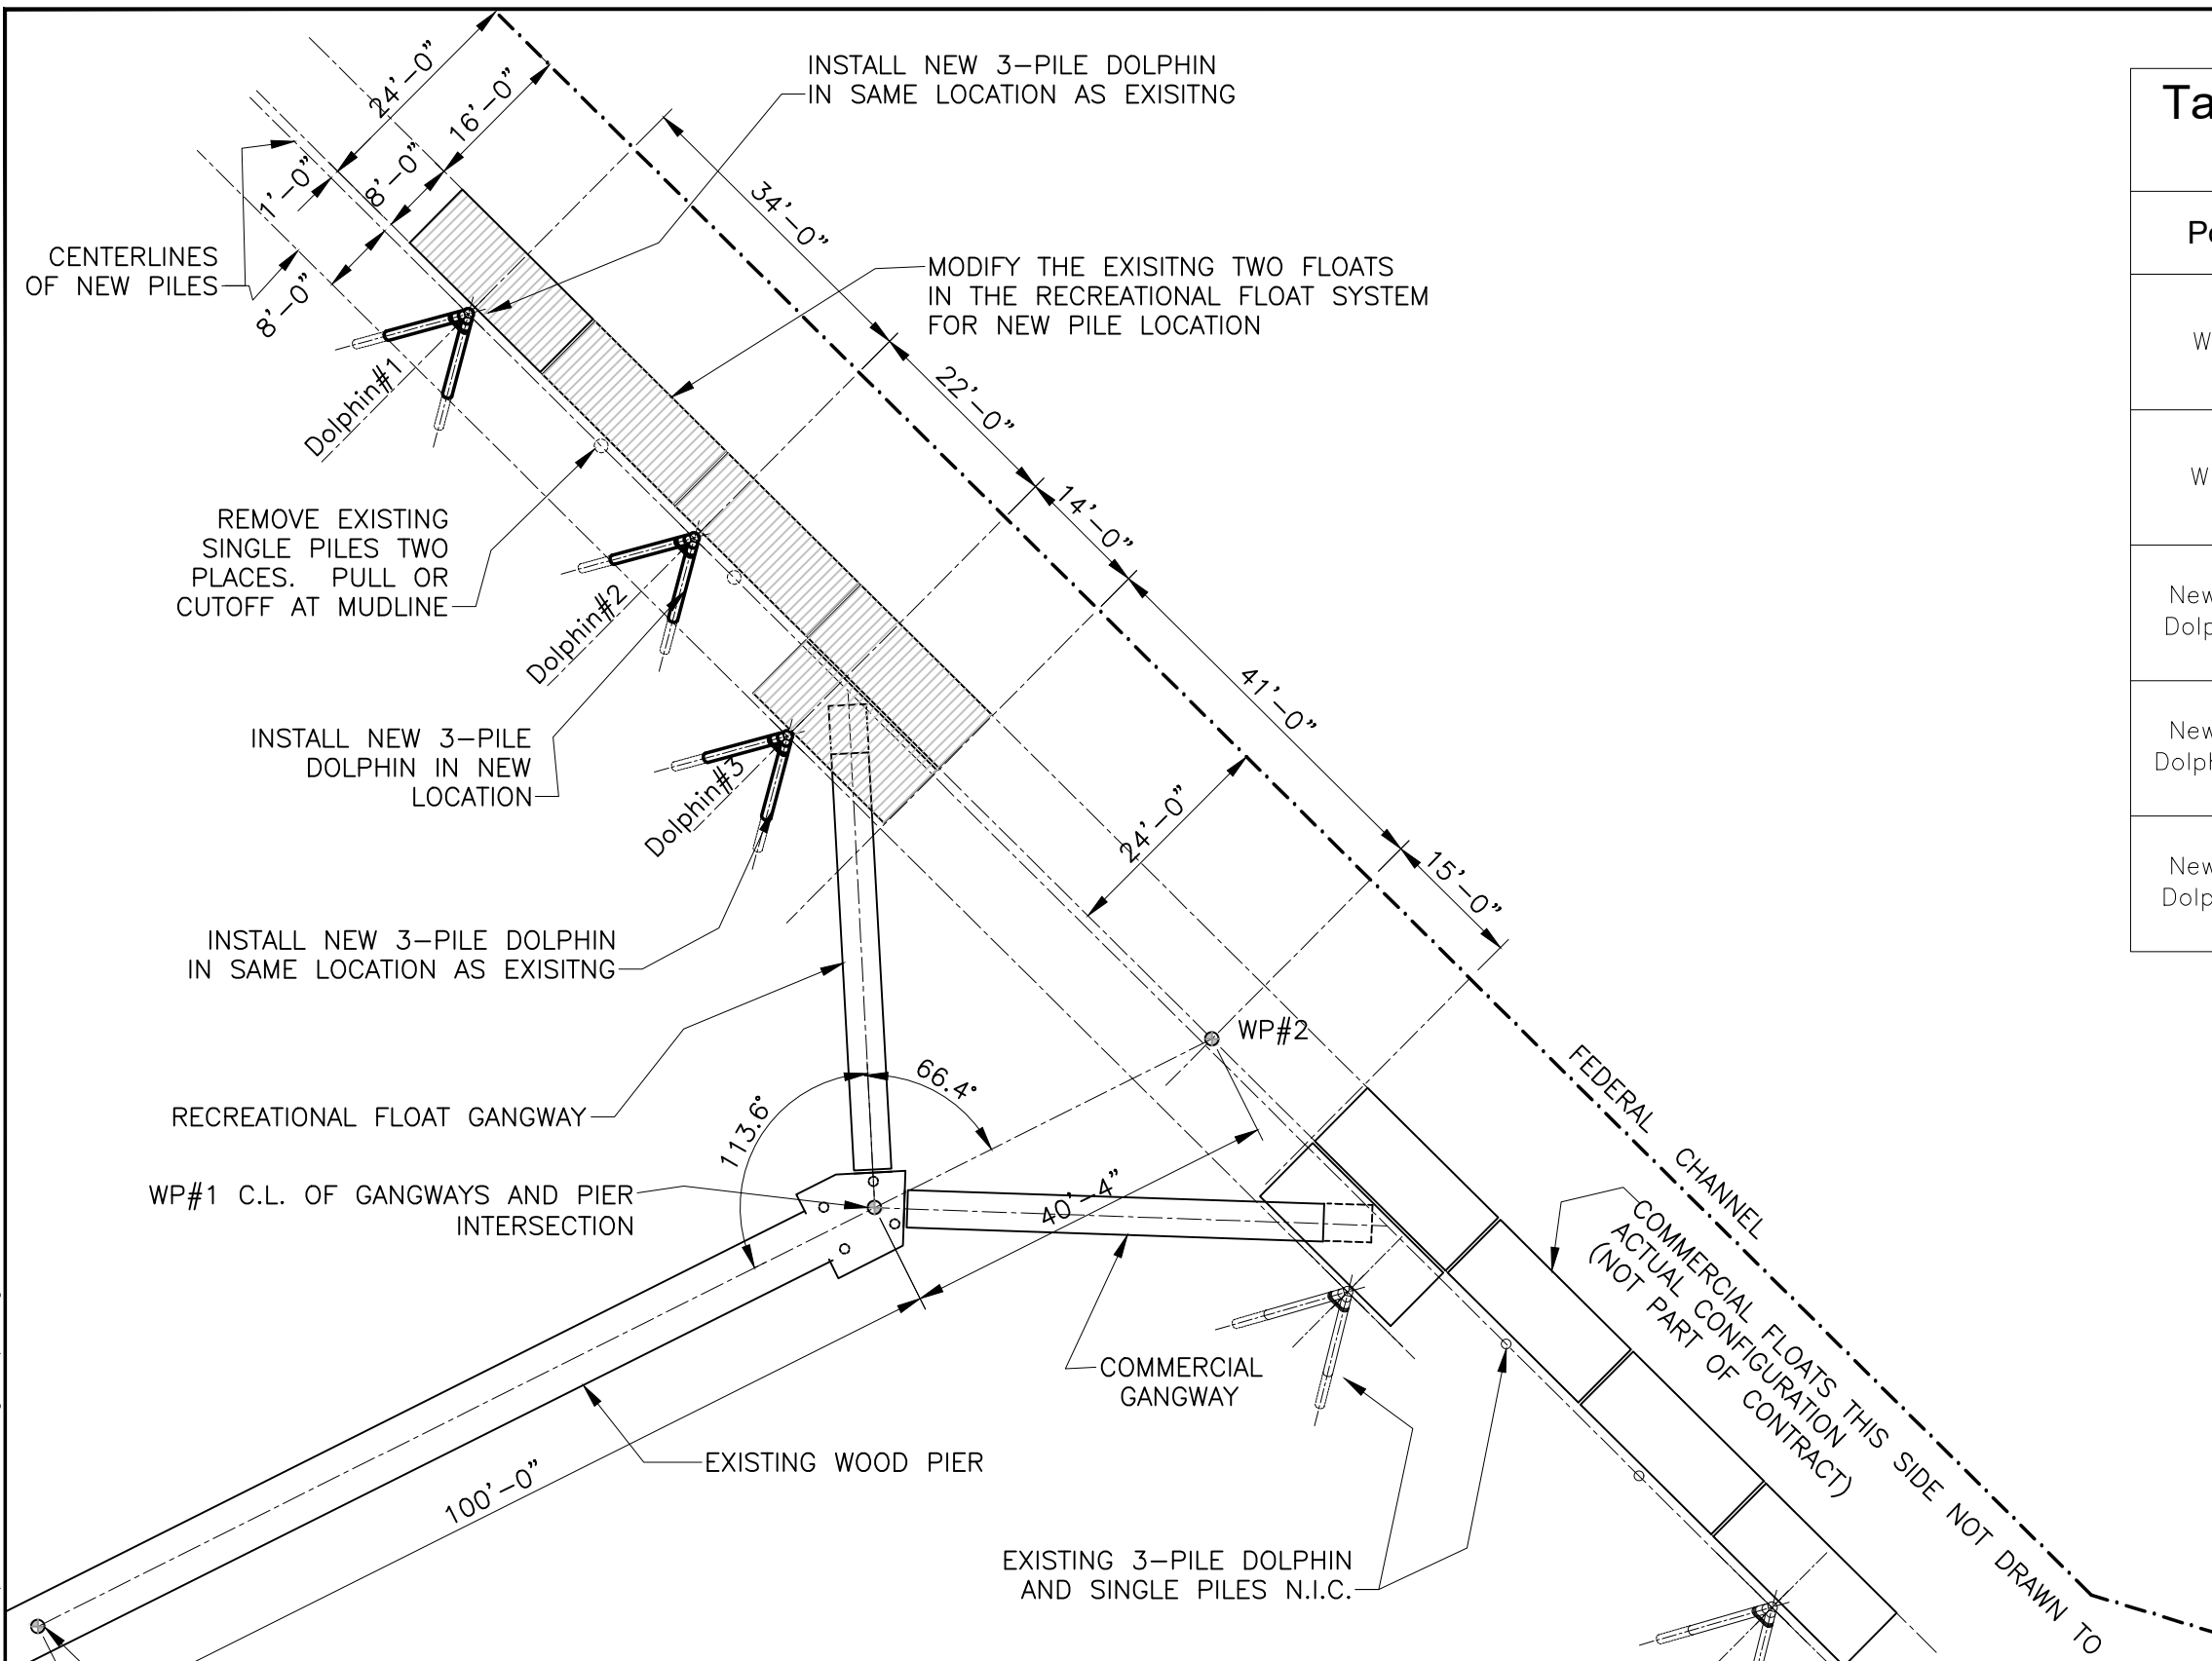 24'-0"
16'-0"
8'-0"
1'-0"
8'-0"
INSTALL NEW 3-PILE DOLPHIN
IN SAME LOCATION AS EXISITNG
CENTERLINES
OF NEW PILES
34'-0"
MODIFY THE EXISITNG TWO FLOATS
IN THE RECREATIONAL FLOAT SYSTEM
FOR NEW PILE LOCATION
22'-0"
14'-0"
41'-0"
15'-0"
24'-0"
Dolphin#1
REMOVE EXISTING
SINGLE PILES TWO
PLACES. PULL OR
CUTOFF AT MUDLINE
Dolphin#2
INSTALL NEW 3-PILE
DOLPHIN IN NEW
LOCATION
Dolphin#3
INSTALL NEW 3-PILE DOLPHIN
IN SAME LOCATION AS EXISITNG
WP#2
RECREATIONAL FLOAT GANGWAY
66.4°
113.6°
WP#1 C.L. OF GANGWAYS AND PIER
INTERSECTION
40'-4"
FEDERAL CHANNEL
COMMERCIAL FLOATS THIS SIDE NOT DRAWN TO
ACTUAL CONFIGURATION
(NOT PART OF CONTRACT)
COMMERCIAL
GANGWAY
EXISTING WOOD PIER
100'-0"
EXISTING 3-PILE DOLPHIN
AND SINGLE PILES N.I.C.
Ta
W
W
New
Dolp
New
Dolp
New
Dolp